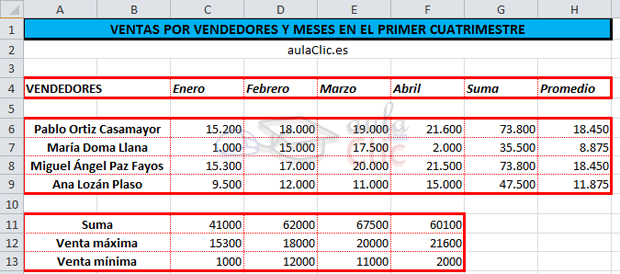 A B C D E F G H
1 VENTAS POR VENDEDORES Y MESES EN EL PRIMER CUATRIMESTRE
2 aulaClic.es
3
4 VENDEDORES Enero Febrero Marzo Abril Suma Promedio
5
6 Pablo Ortiz Casamayor 15.200 18.000 19.000 21.600 73.800 18.450
7 María Doma Llana 1.000 15.000 17.500 2.000 35.500 8.875
8 Miguel Ángel Paz Fayos 15.300 17.000 20.000 21.500 73.800 18.450
9 Ana Lozán Plaso 9.500 12.000 11.000 15.000 47.500 11.875
10
11 Suma 41000 62000 67500 60100
12 Venta máxima 15300 18000 20000 21600
13 Venta mínima 1000 12000 11000 2000
aula
CLIC